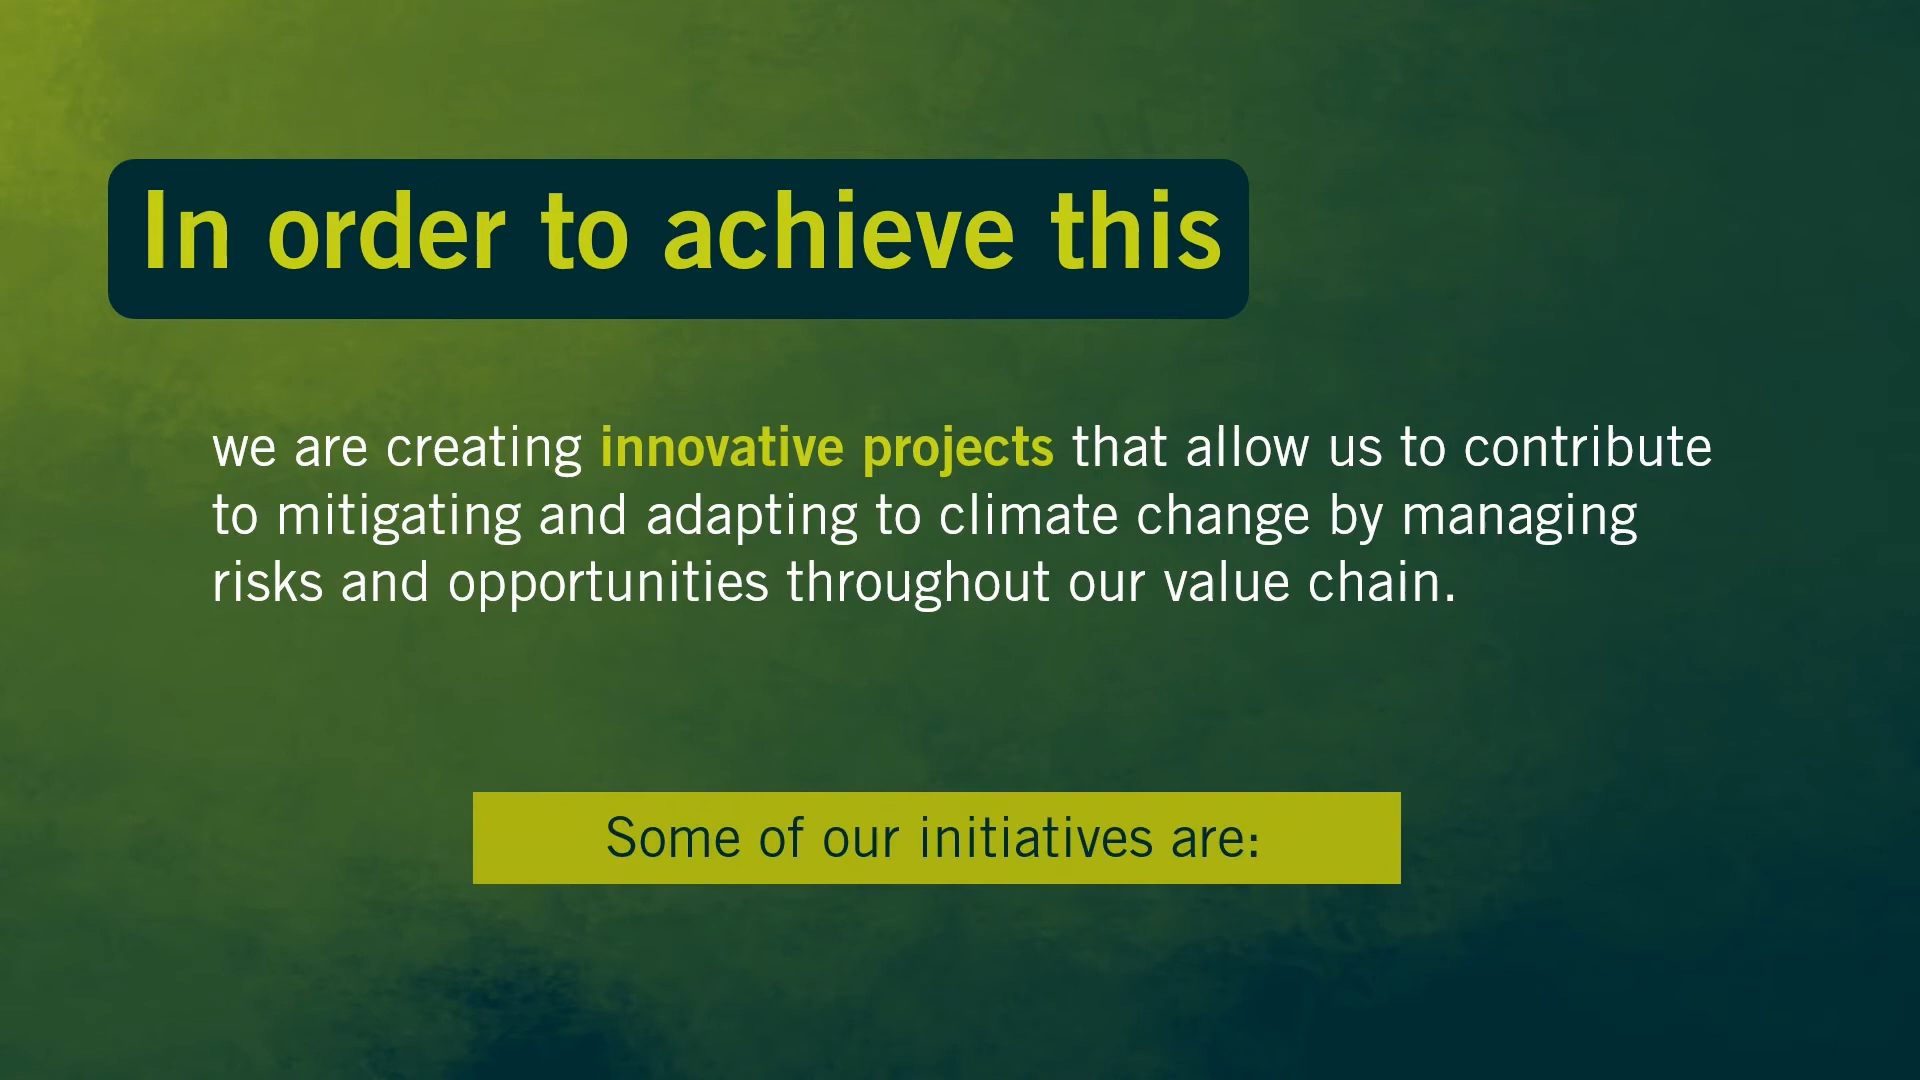 In order to achieve this
we are creating innovative projects that allow us to contribute
to mitigating and adapting to climate change by managing
risks and opportunities throughout our value chain.
Some of our initiatives are: